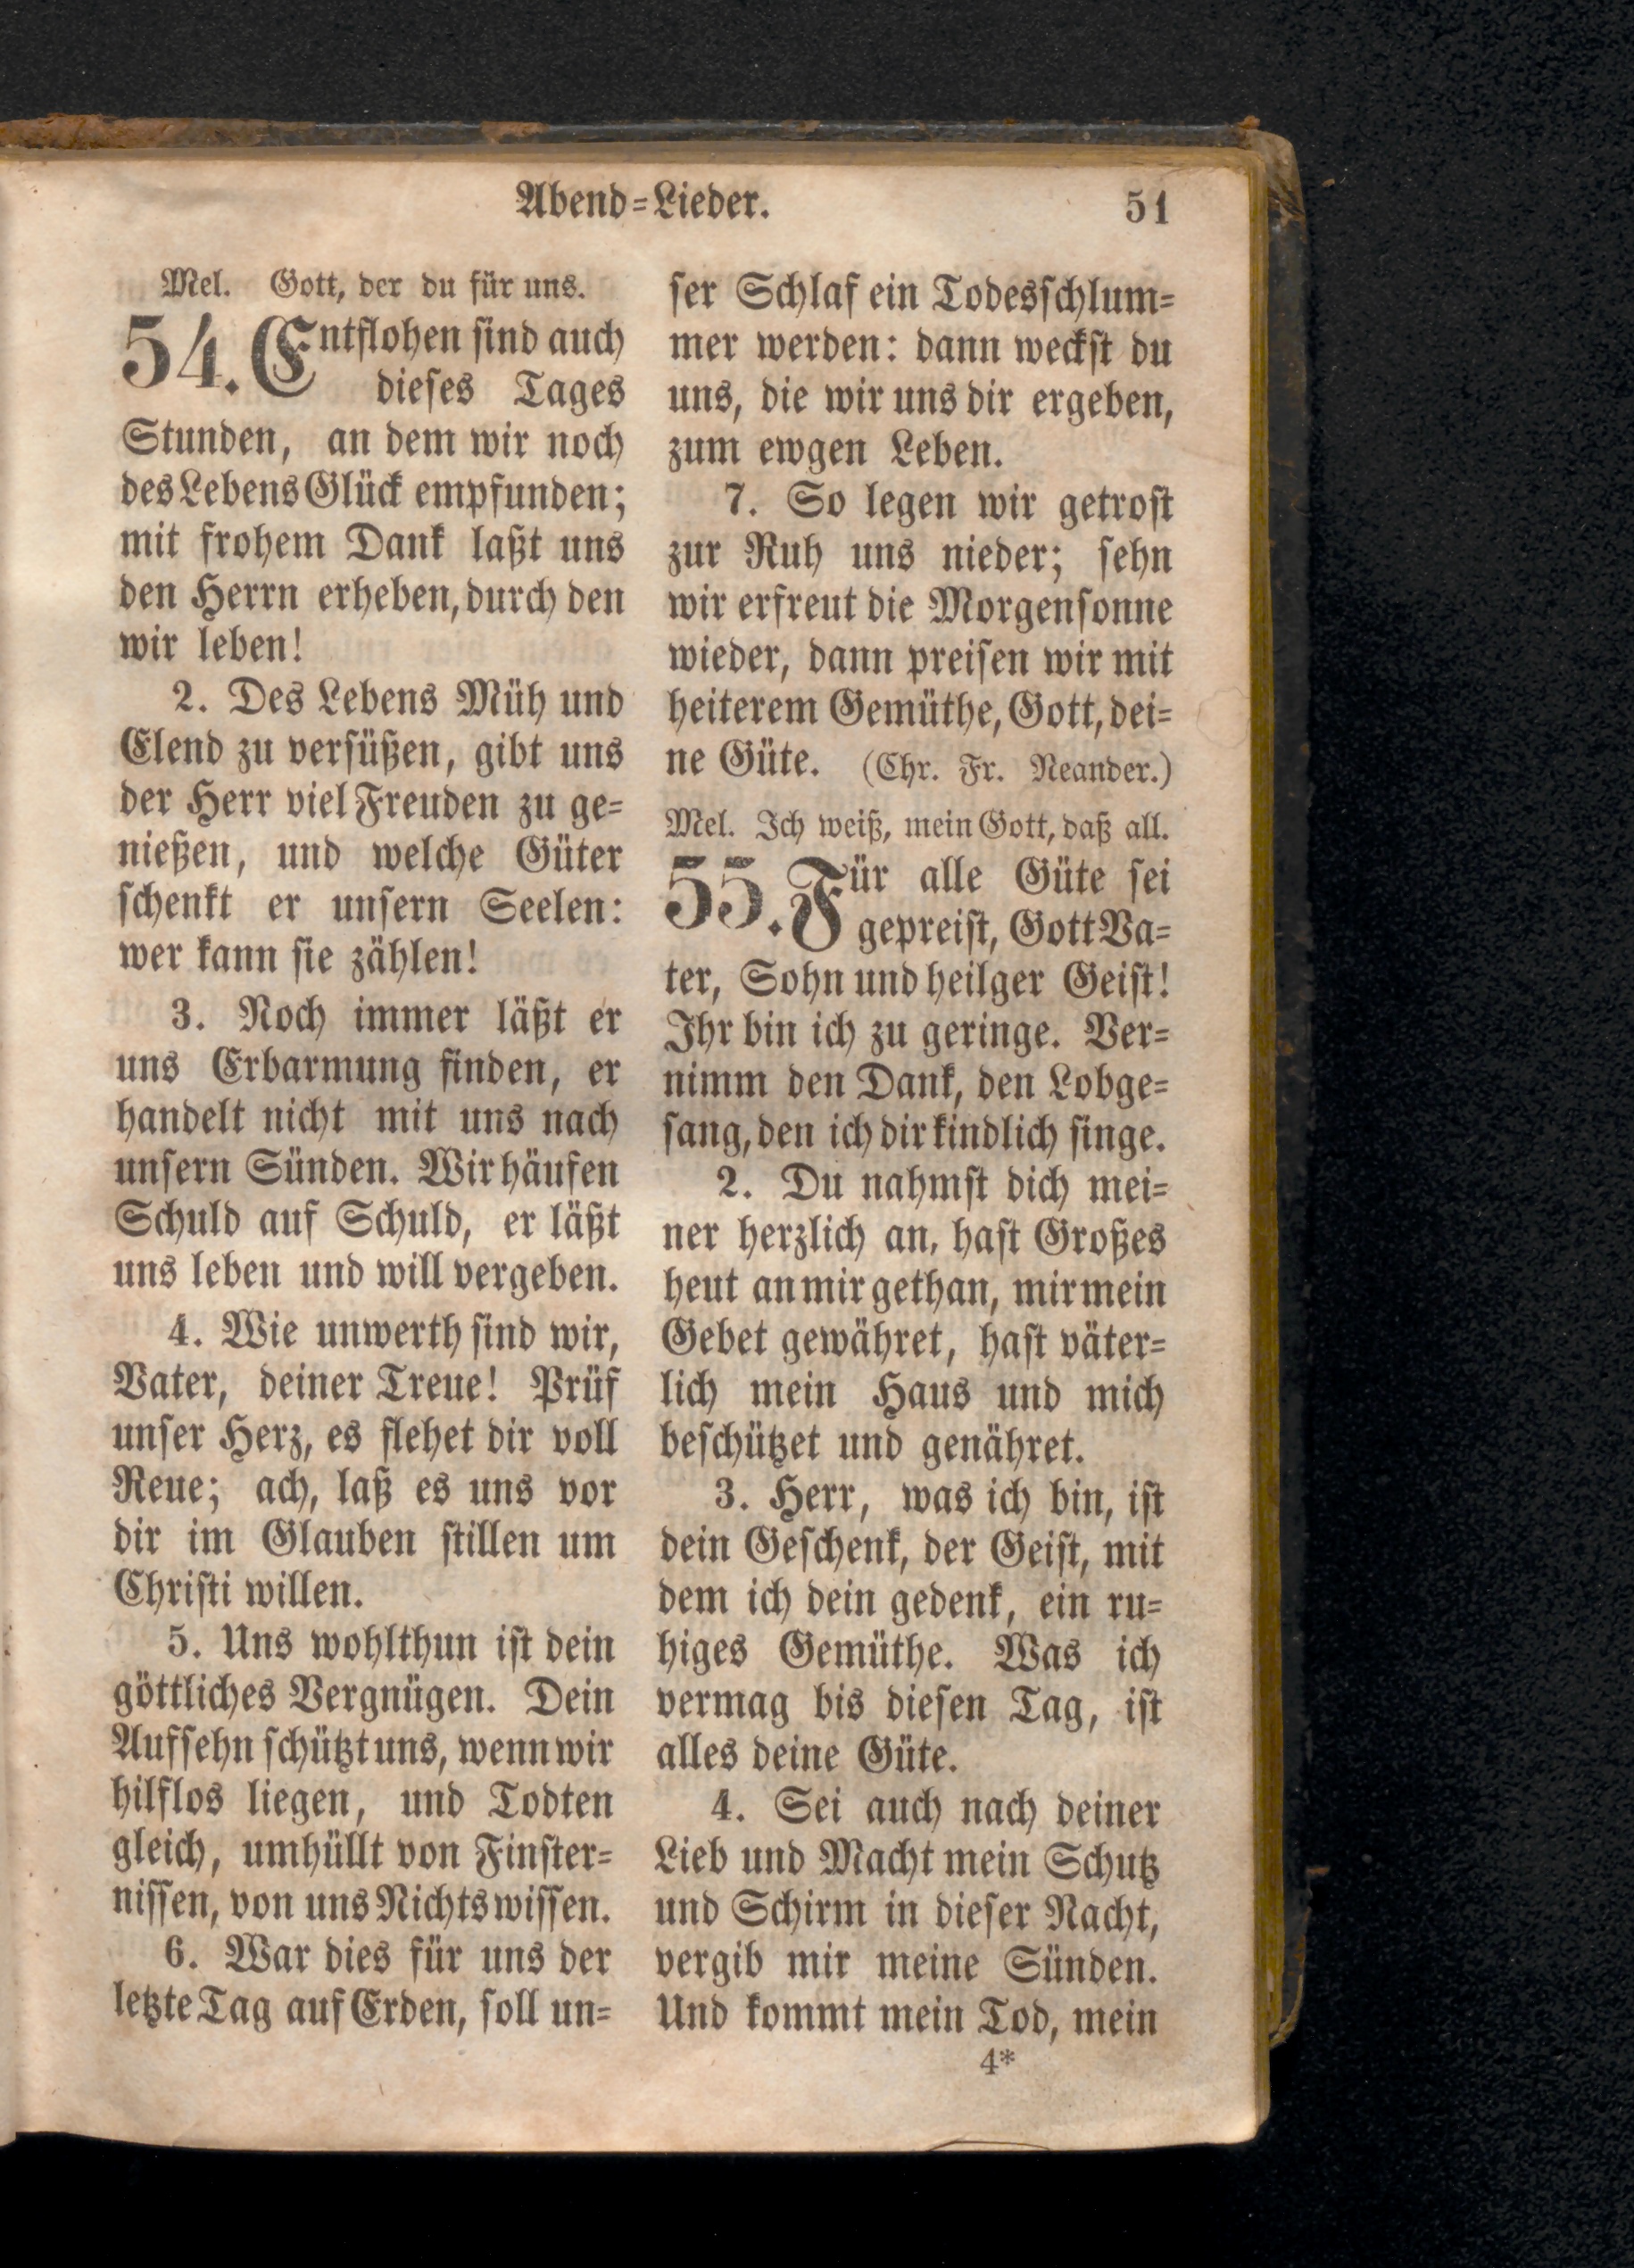 Abend=Lieder.
51
Mel. Gott, der du für uns.
54. Entflohen sind auch
dieses Tages
Stunden, an dem wir noch
des Lebens Glück empfunden;
mit frohem Dank laßt uns
den Herrn erheben, durch den
wir leben!
2. Des Lebens Müh und
Elend zu versüßen, gibt uns
der Herr viel Freuden zu ge=
nießen, und welche Güter
schenkt er unsern Seelen:
wer kann sie zählen!
3. Noch immer läßt er
uns Erbarmung finden, er
handelt nicht mit uns nach
unsern Sünden. Wir häufen
Schuld auf Schuld, er läßt
uns leben und will vergeben.
4. Wie unwerth sind wir,
Vater, deiner Treue! Prüf
unser Herz, es flehet dir voll
Reue; ach, laß es uns vor
dir im Glauben stillen um
Christi willen.
5. Uns wohlthun ist dein
göttliches Vergnügen. Dein
Aufsehn schützt uns, wenn wir
hilflos liegen, und Todten
gleich, umhüllt von Finster=
nissen, von uns Nichts wissen.
6. War dies für uns der
letzte Tag auf Erden, soll un=
ser Schlaf ein Todesschlum=
mer werden: dann weckst du
uns, die wir uns dir ergeben,
zum ewgen Leben.
7. So legen wir getrost
zur Ruh uns nieder; sehn
wir erfreut die Morgensonne
wieder, dann preisen wir mit
heiterem Gemüthe, Gott, dei=
ne Güte. (Chr. Fr. Neander.)
Mel. Ich weiß, mein Gott, daß all.
55. Für alle Güte sei
gepreist, Gott Va=
ter, Sohn und heilger Geist!
Ihr bin ich zu geringe. Ver=
nimm den Dank, den Lobge=
sang, den ich dir kindlich singe.
2. Du nahmst dich mei=
ner herzlich an, hast Großes
heut an mir gethan, mir mein
Gebet gewähret, hast väter=
lich mein Haus und mich
beschützet und genähret.
3. Herr, was ich bin, ist
dein Geschenk, der Geist, mit
dem ich dein gedenk, ein ru=
higes Gemüthe. Was ich
vermag bis diesen Tag, ist
alles deine Güte.
4. Sei auch nach deiner
Lieb und Macht mein Schutz
und Schirm in dieser Nacht,
vergib mir meine Sünden.
Und kommt mein Tod, mein
4*